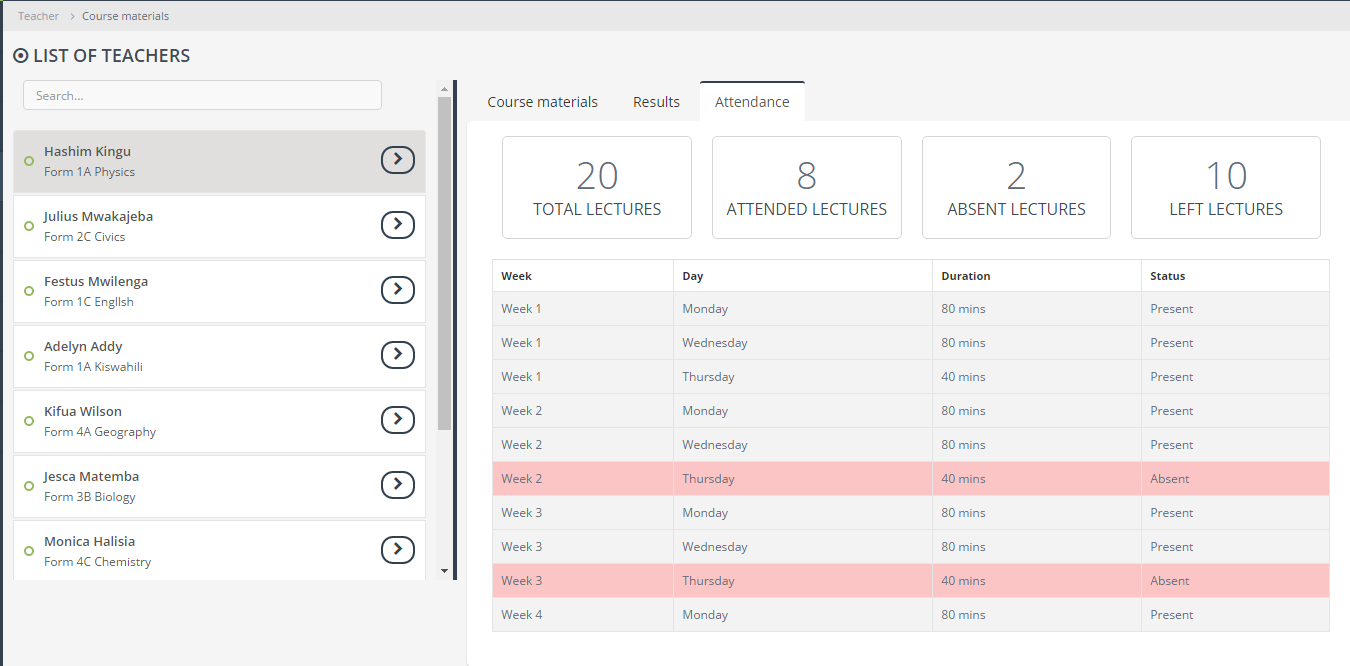 Teacher > Course materials
LIST OF TEACHERS
Search...
Hashim Kingu
Form 1A Physics
Julius Mwakajeba
Form 2C Civics
Festus Mwilenga
Form 1C EnglIsh
Adelyn Addy
Form 1A Kiswahili
Kifua Wilson
Form 4A Geography
Jesca Matemba
Form 3B Biology
Monica Halisia
Form 4C Chemistry
Course materials Results Attendance
20 8 2 10
TOTAL LECTURES ATTENDED LECTURES ABSENT LECTURES LEFT LECTURES
Week Day Duration Status
Week 1 Monday 80 mins Present
Week 1 Wednesday 80 mins Present
Week 1 Thursday 40 mins Present
Week 2 Monday 80 mins Present
Week 2 Wednesday 80 mins Present
Week 2 Thursday 40 mins Absent
Week 3 Monday 80 mins Present
Week 3 Wednesday 80 mins Present
Week 3 Thursday 40 mins Absent
Week 4 Monday 80 mins Present